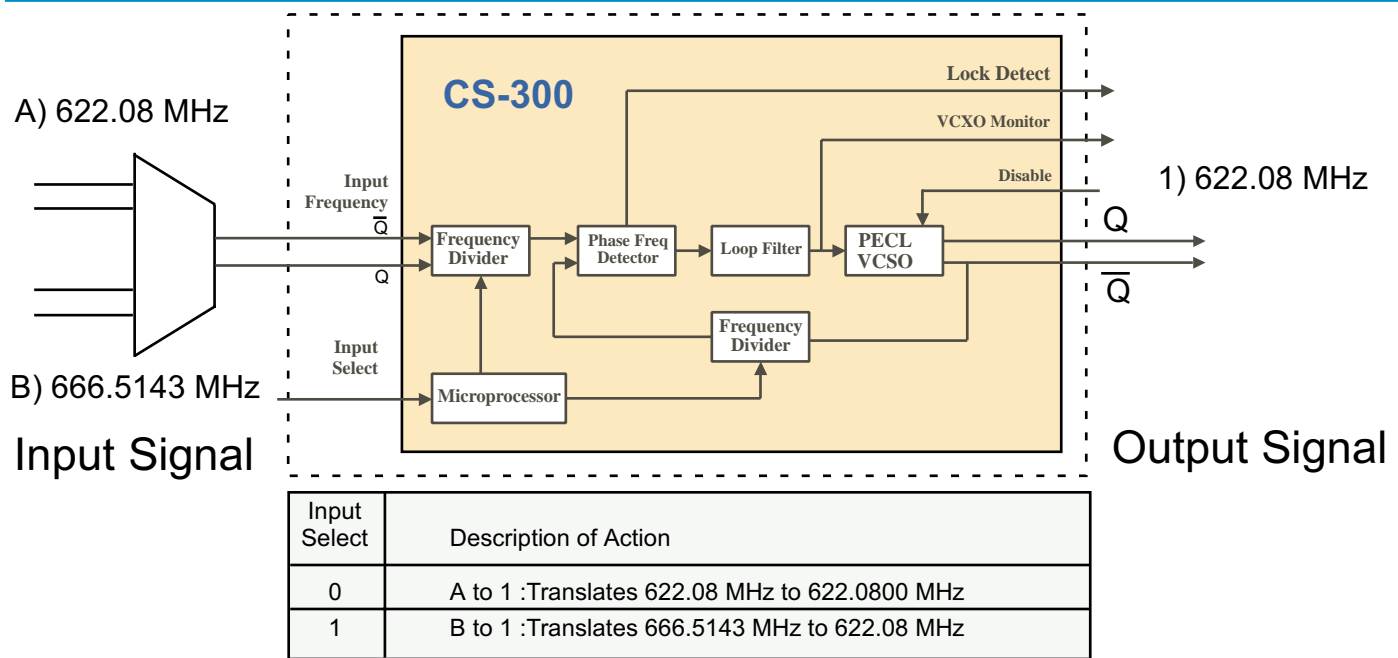 CS-300
Lock Detect
VCXO Monitor
Disable
A) 622.08 MHz
1) 622.08 MHz
Input
Frequency
Q̅
Q
Frequency
Divider
Phase Freq
Detector
Loop Filter
PECL
VCSO
Q
Q̅
Frequency
Divider
Input
Select
Microprocessor
B) 666.5143 MHz
Input Signal
Output Signal
Input
Select
Description of Action
0
A to 1 :Translates 622.08 MHz to 622.0800 MHz
1
B to 1 :Translates 666.5143 MHz to 622.08 MHz